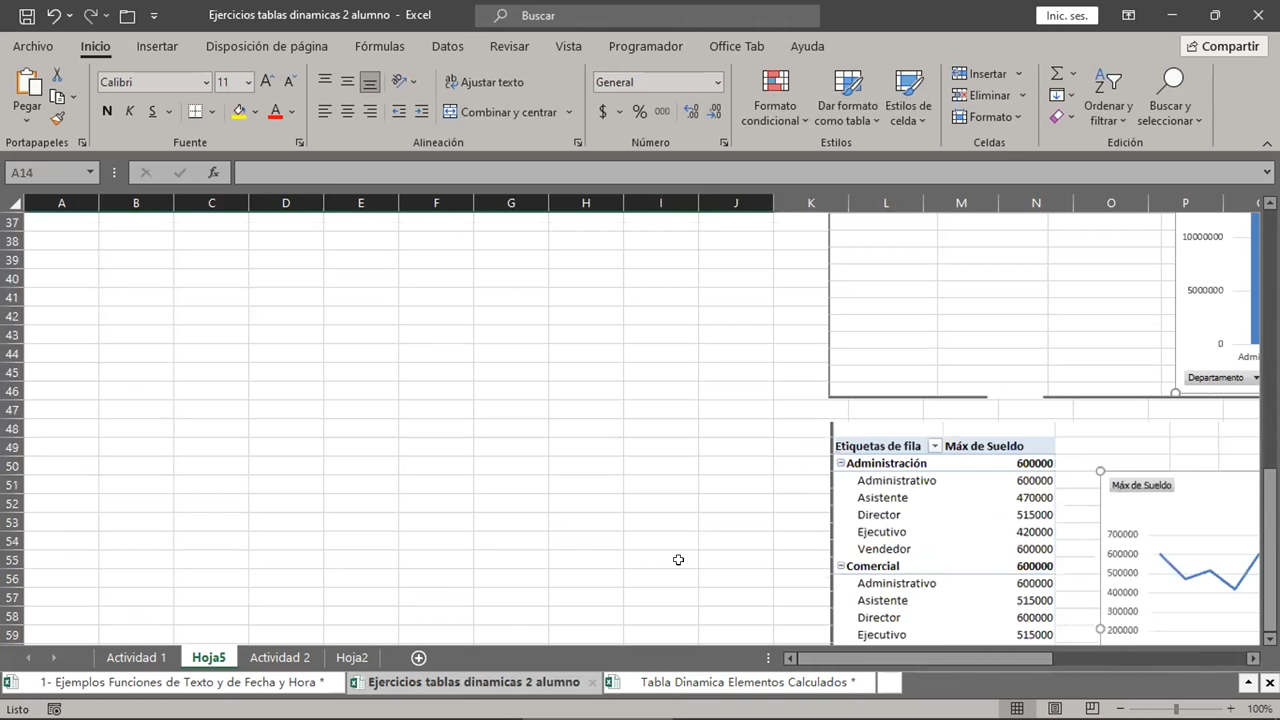 Ejercicios tablas dinamicas 2 alumno - Excel
Buscar
Inic. ses.
Archivo Inicio Insertar Disposición de página Fórmulas Datos Revisar Vista Programador Office Tab Ayuda Compartir
Pegar
Calibri 11
N K S
Ajustar texto
Combinar y centrar
General
$ % 000
Formato condicional
Dar formato como tabla
Estilos de celda
Insertar
Eliminar
Formato
Ordenar y filtrar
Buscar y seleccionar
Portapapeles Fuente Alineación Número Estilos Celdas Edición
A14 fx
A B C D E F G H I J K L M N O P
37
38
39
40
41
42
43
44
45
46
47
48
49
50
51
52
53
54
55
56
57
58
59
10000000
5000000
0
Admi
Departamento
Etiquetas de fila Máx de Sueldo
Administración 600000
Administrativo 600000
Asistente 470000
Director 515000
Ejecutivo 420000
Vendedor 600000
Comercial 600000
Administrativo 600000
Asistente 515000
Director 600000
Ejecutivo 515000
Máx de Sueldo
700000
600000
500000
400000
300000
200000
Actividad 1 Hoja5 Actividad 2 Hoja2
1- Ejemplos Funciones de Texto y de Fecha y Hora * Ejercicios tablas dinamicas 2 alumno Tabla Dinamica Elementos Calculados *
Listo 100%